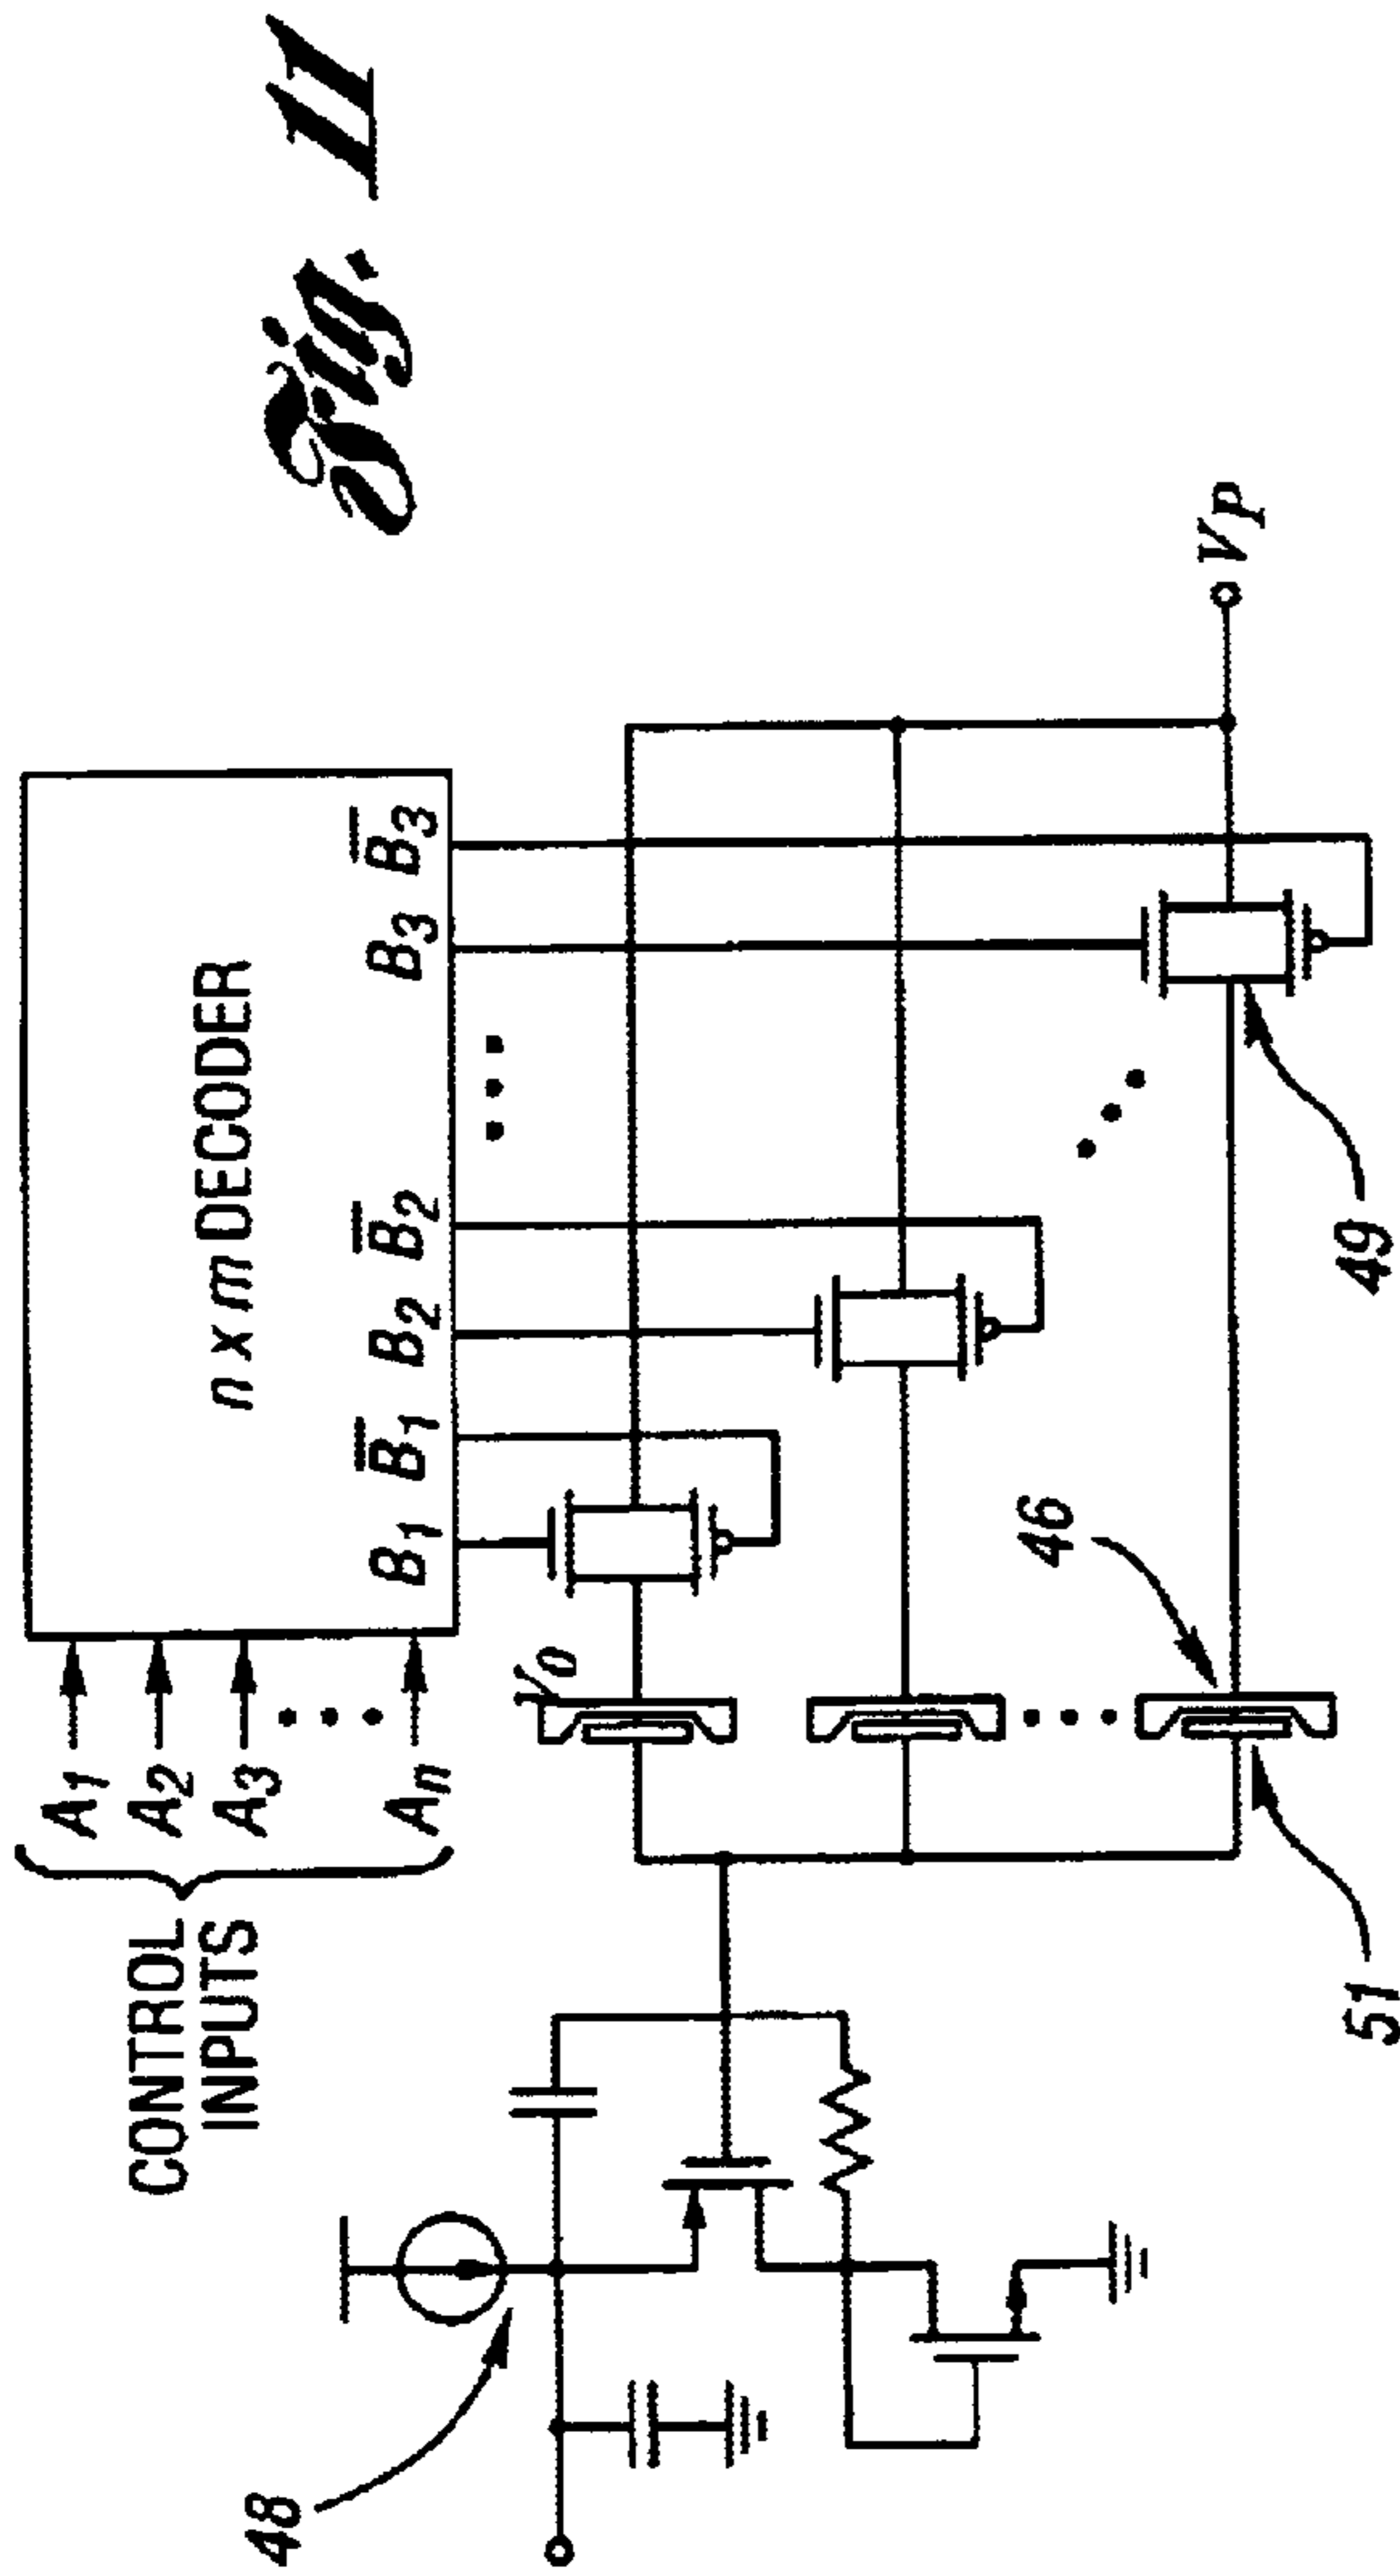 Fig. 11
n x m DECODER
CONTROL
INPUTS
A1
A2
A3
An
B1
B̅1
B2
B̅2
B3
B̅3
V0
VP
46
48
49
51